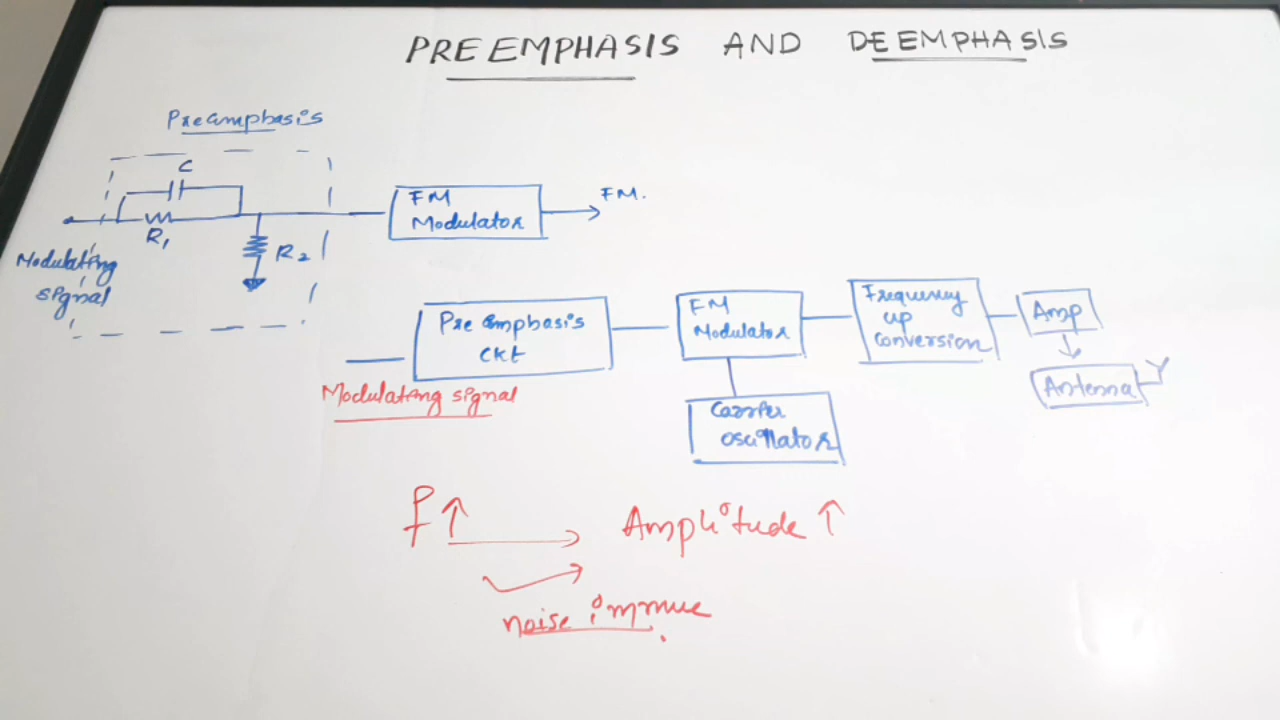 PREEMPHASIS AND DEEMPHASIS
Preamphasis
C
R1
R2
Modulating
signal
FM
Modulator
FM.
Pre emphasis
ckt
Modulating signal
FM
Modulator
Carrier
oscillator
Frequency
up
conversion
Amp
Antenna
f↑ → Amplitude ↑
noise immue